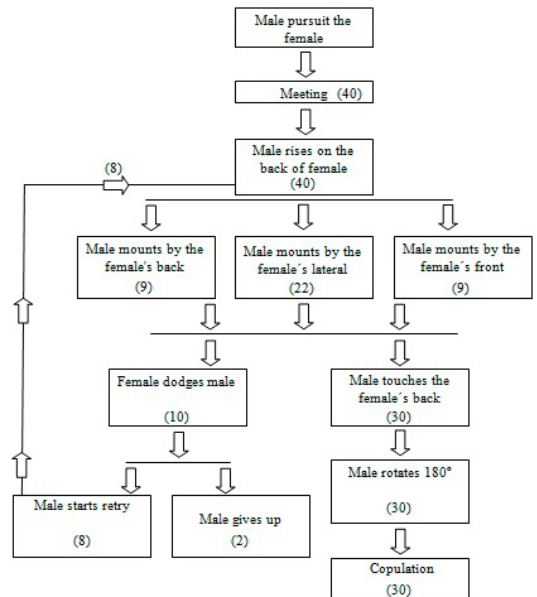 Male pursuit the
female
Meeting (40)
Male rises on the
back of female
(40)
(8)
Male mounts by the
female's back
(9)
Male mounts by the
female´s lateral
(22)
Male mounts by the
female´s front
(9)
Female dodges male
(10)
Male touches the
female´s back
(30)
Male rotates 180°
(30)
Male starts retry
(8)
Male gives up
(2)
Copulation
(30)